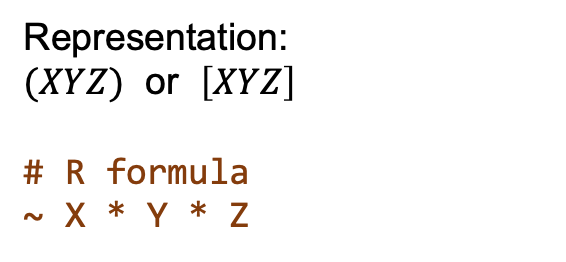 Representation:
(XYZ) or [XYZ]
# R formula
~ X * Y * Z